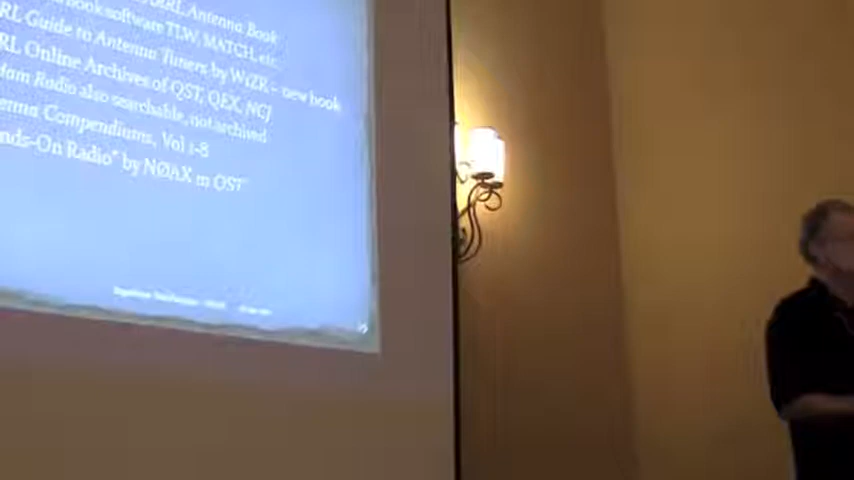 RRL Antenna Book
book software TLW, MATCH, etc.
RL Guide to Antenna Tuners by W1ZR – new book
RL Online Archives of QST, QEX, NCJ
am Radio also searchable, not archived
enna Compendiums, Vol 1-8
nds-On Radio" by NØAX in QST